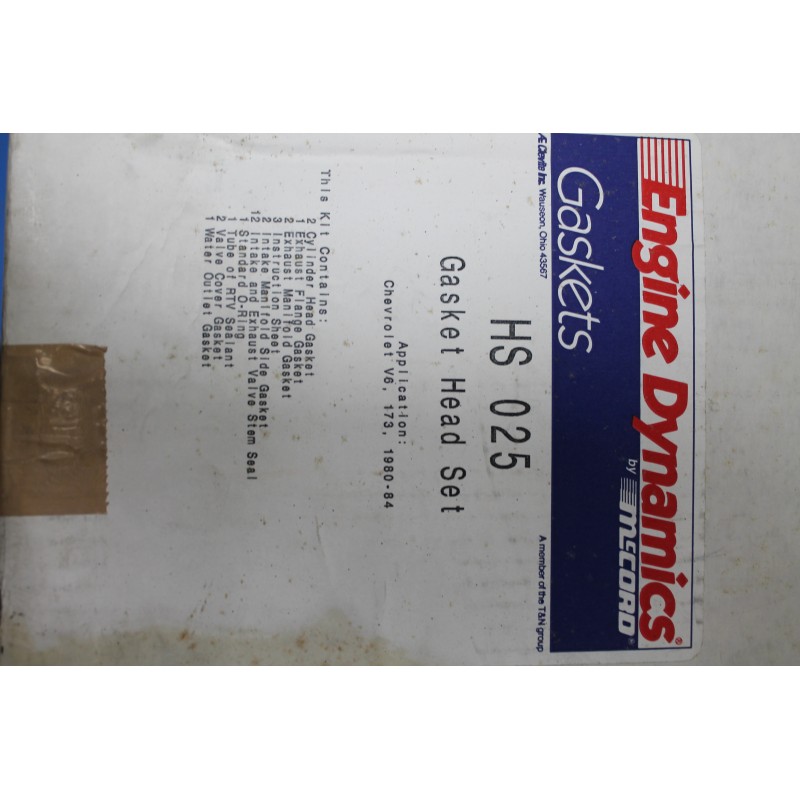 Engine Dynamics®
by McCORD®
Gaskets
Æ Clevite Inc. Wauseon, Ohio 43567
A member of the T&N group
HS 025
Gasket Head Set
Application:
Chevrolet V6, 173, 1980-84
This Kit Contains:
2 Cylinder Head Gasket
1 Exhaust Flange Gasket
2 Exhaust Manifold Gasket
3 Instruction Sheet
2 Intake Manifold Side Gasket
12 Intake and Exhaust Valve Stem Seal
1 Standard O-Ring
1 Tube of RTV Sealant
2 Valve Cover Gasket
1 Water Outlet Gasket